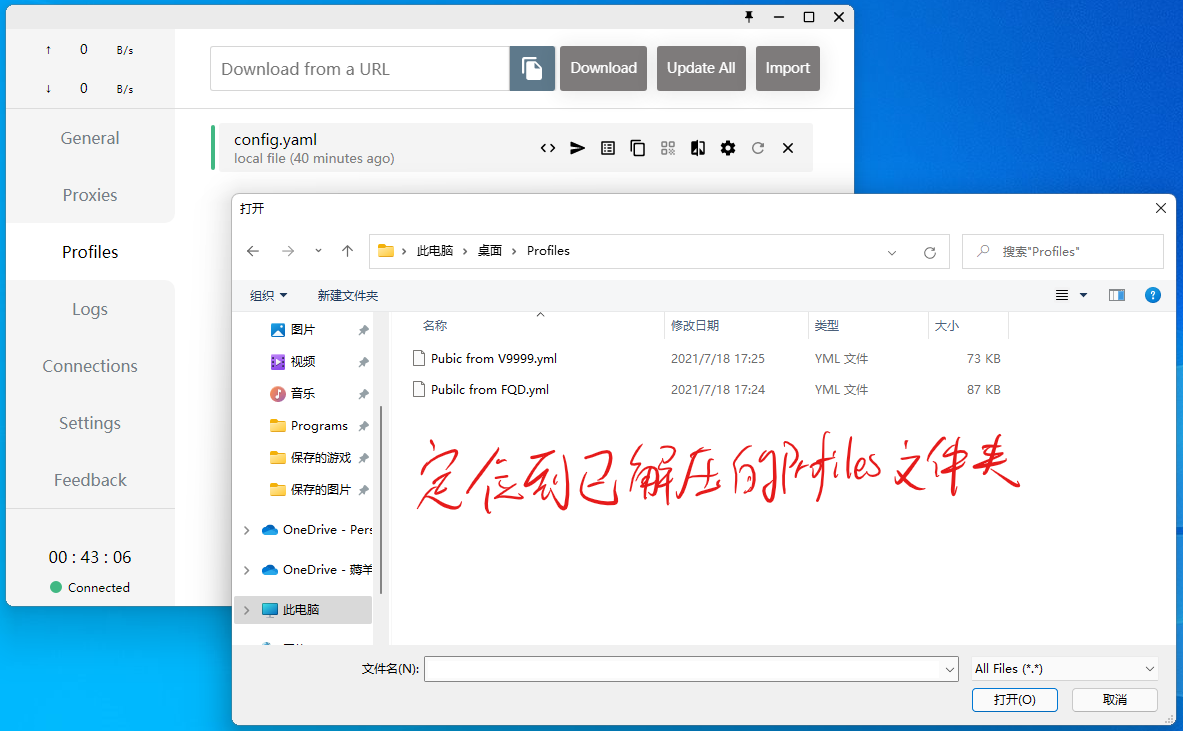 ↑ 0 B/s
↓ 0 B/s
General
Proxies
Profiles
Logs
Connections
Settings
Feedback
00 : 43 : 06
Connected
Download from a URL
Download
Update All
Import
config.yaml
local file (40 minutes ago)
打开
此电脑 › 桌面 › Profiles
搜索"Profiles"
组织
新建文件夹
图片
视频
音乐
Programs
保存的游戏
保存的图片
OneDrive - Pers
OneDrive - 薅羊
此电脑
名称 修改日期 类型 大小
Pubic from V9999.yml 2021/7/18 17:25 YML 文件 73 KB
Pubilc from FQD.yml 2021/7/18 17:24 YML 文件 87 KB
定位到已解压的Profiles文件夹
文件名(N):
All Files (*.*)
打开(O)
取消